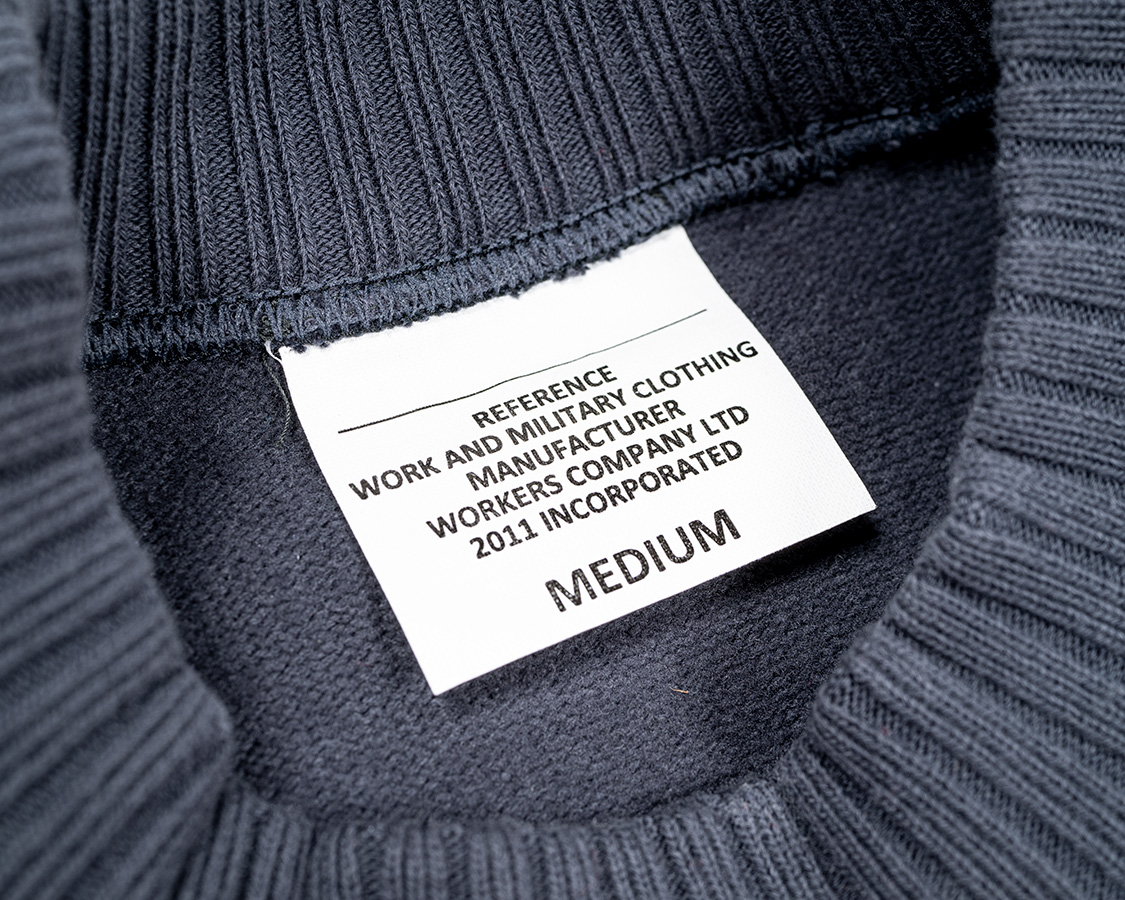 REFERENCE
WORK AND MILITARY CLOTHING
MANUFACTURER
WORKERS COMPANY LTD
2011 INCORPORATED
MEDIUM